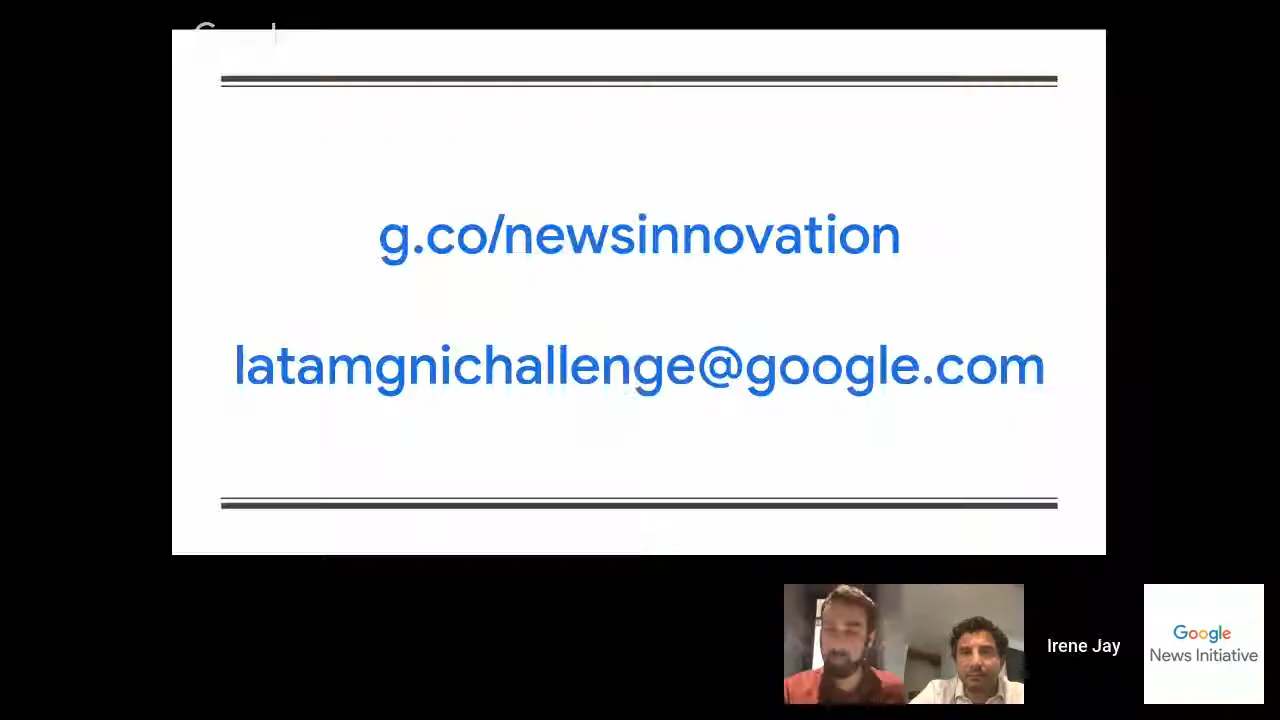 g.co/newsinnovation
latamgnichallenge@google.com
Irene Jay
Google
News Initiative